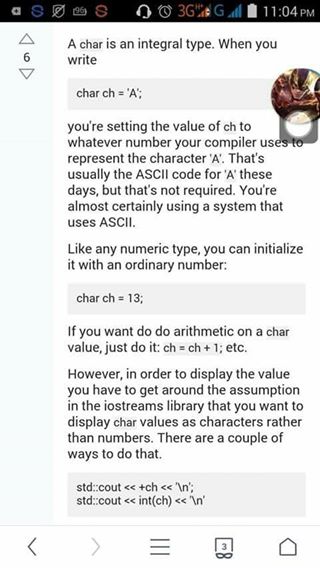 3G
G
11:04 PM
6
A char is an integral type. When you
write
char ch = 'A';
you're setting the value of ch to
whatever number your compiler uses to
represent the character 'A'. That's
usually the ASCII code for 'A' these
days, but that's not required. You're
almost certainly using a system that
uses ASCII.
Like any numeric type, you can initialize
it with an ordinary number:
char ch = 13;
If you want do do arithmetic on a char
value, just do it: ch = ch + 1; etc.
However, in order to display the value
you have to get around the assumption
in the iostreams library that you want to
display char values as characters rather
than numbers. There are a couple of
ways to do that.
std::cout << +ch << '\n';
std::cout << int(ch) << '\n'
3